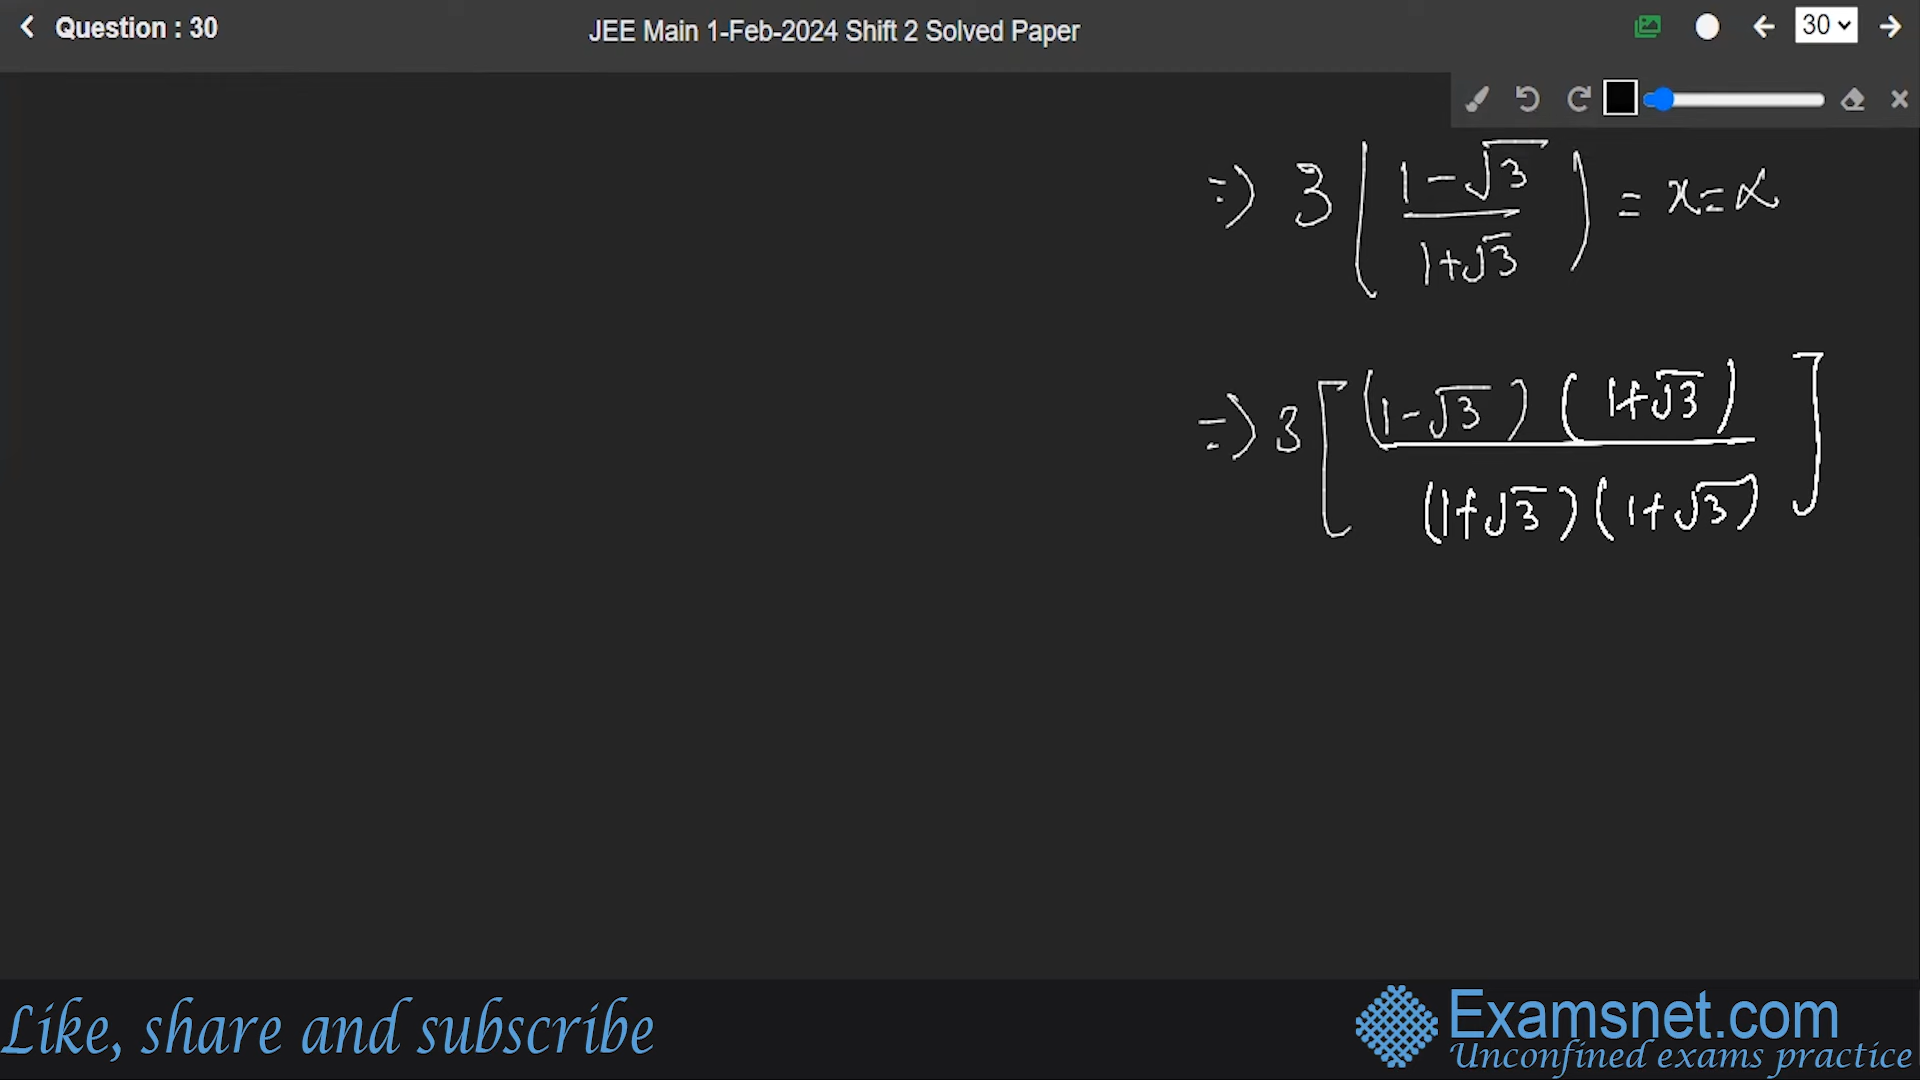 Question : 30
JEE Main 1-Feb-2024 Shift 2 Solved Paper
30
⇒ 3 ( (1-√3) / (1+√3) ) = x = α
⇒ 3 [ (1-√3) (1+√3) / (1+√3) (1+√3) ]
Like, share and subscribe
Examsnet.com
Unconfined exams practice